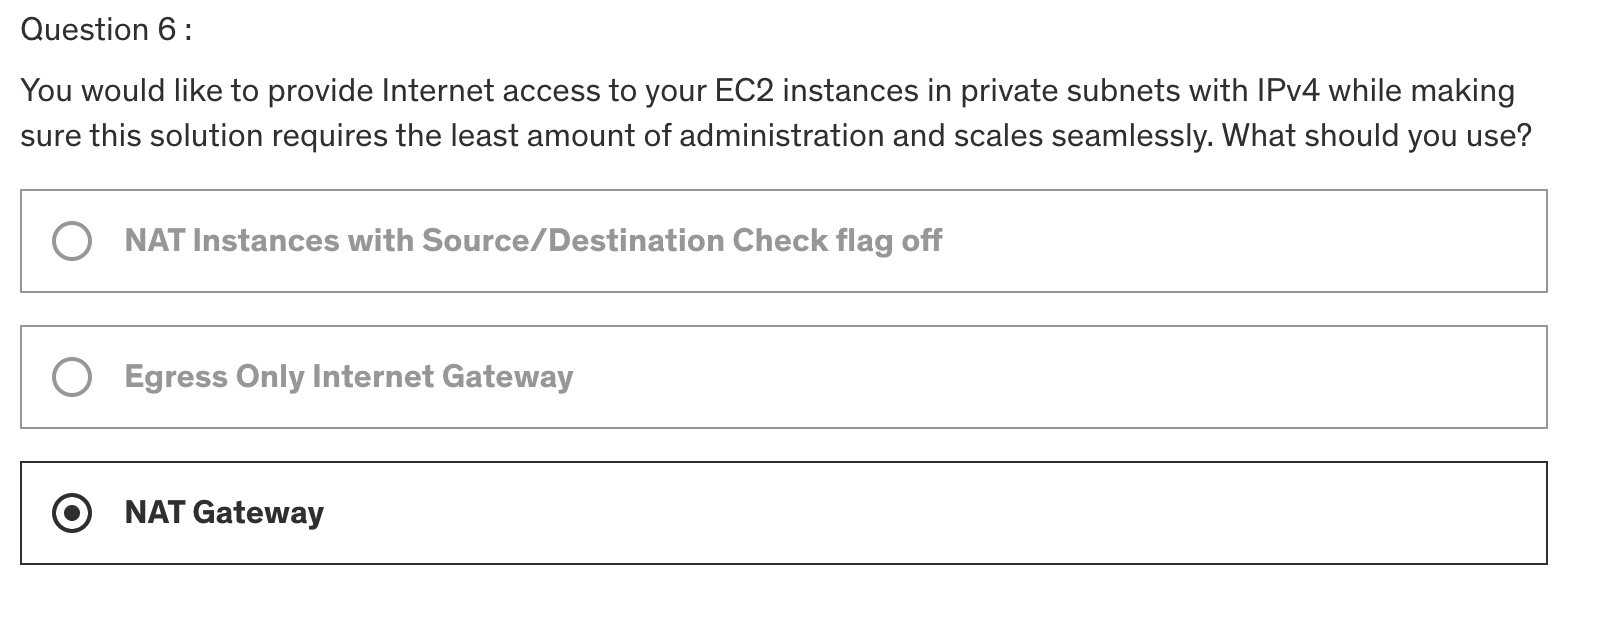 Question 6 :
You would like to provide Internet access to your EC2 instances in private subnets with IPv4 while making
sure this solution requires the least amount of administration and scales seamlessly. What should you use?
NAT Instances with Source/Destination Check flag off
Egress Only Internet Gateway
NAT Gateway